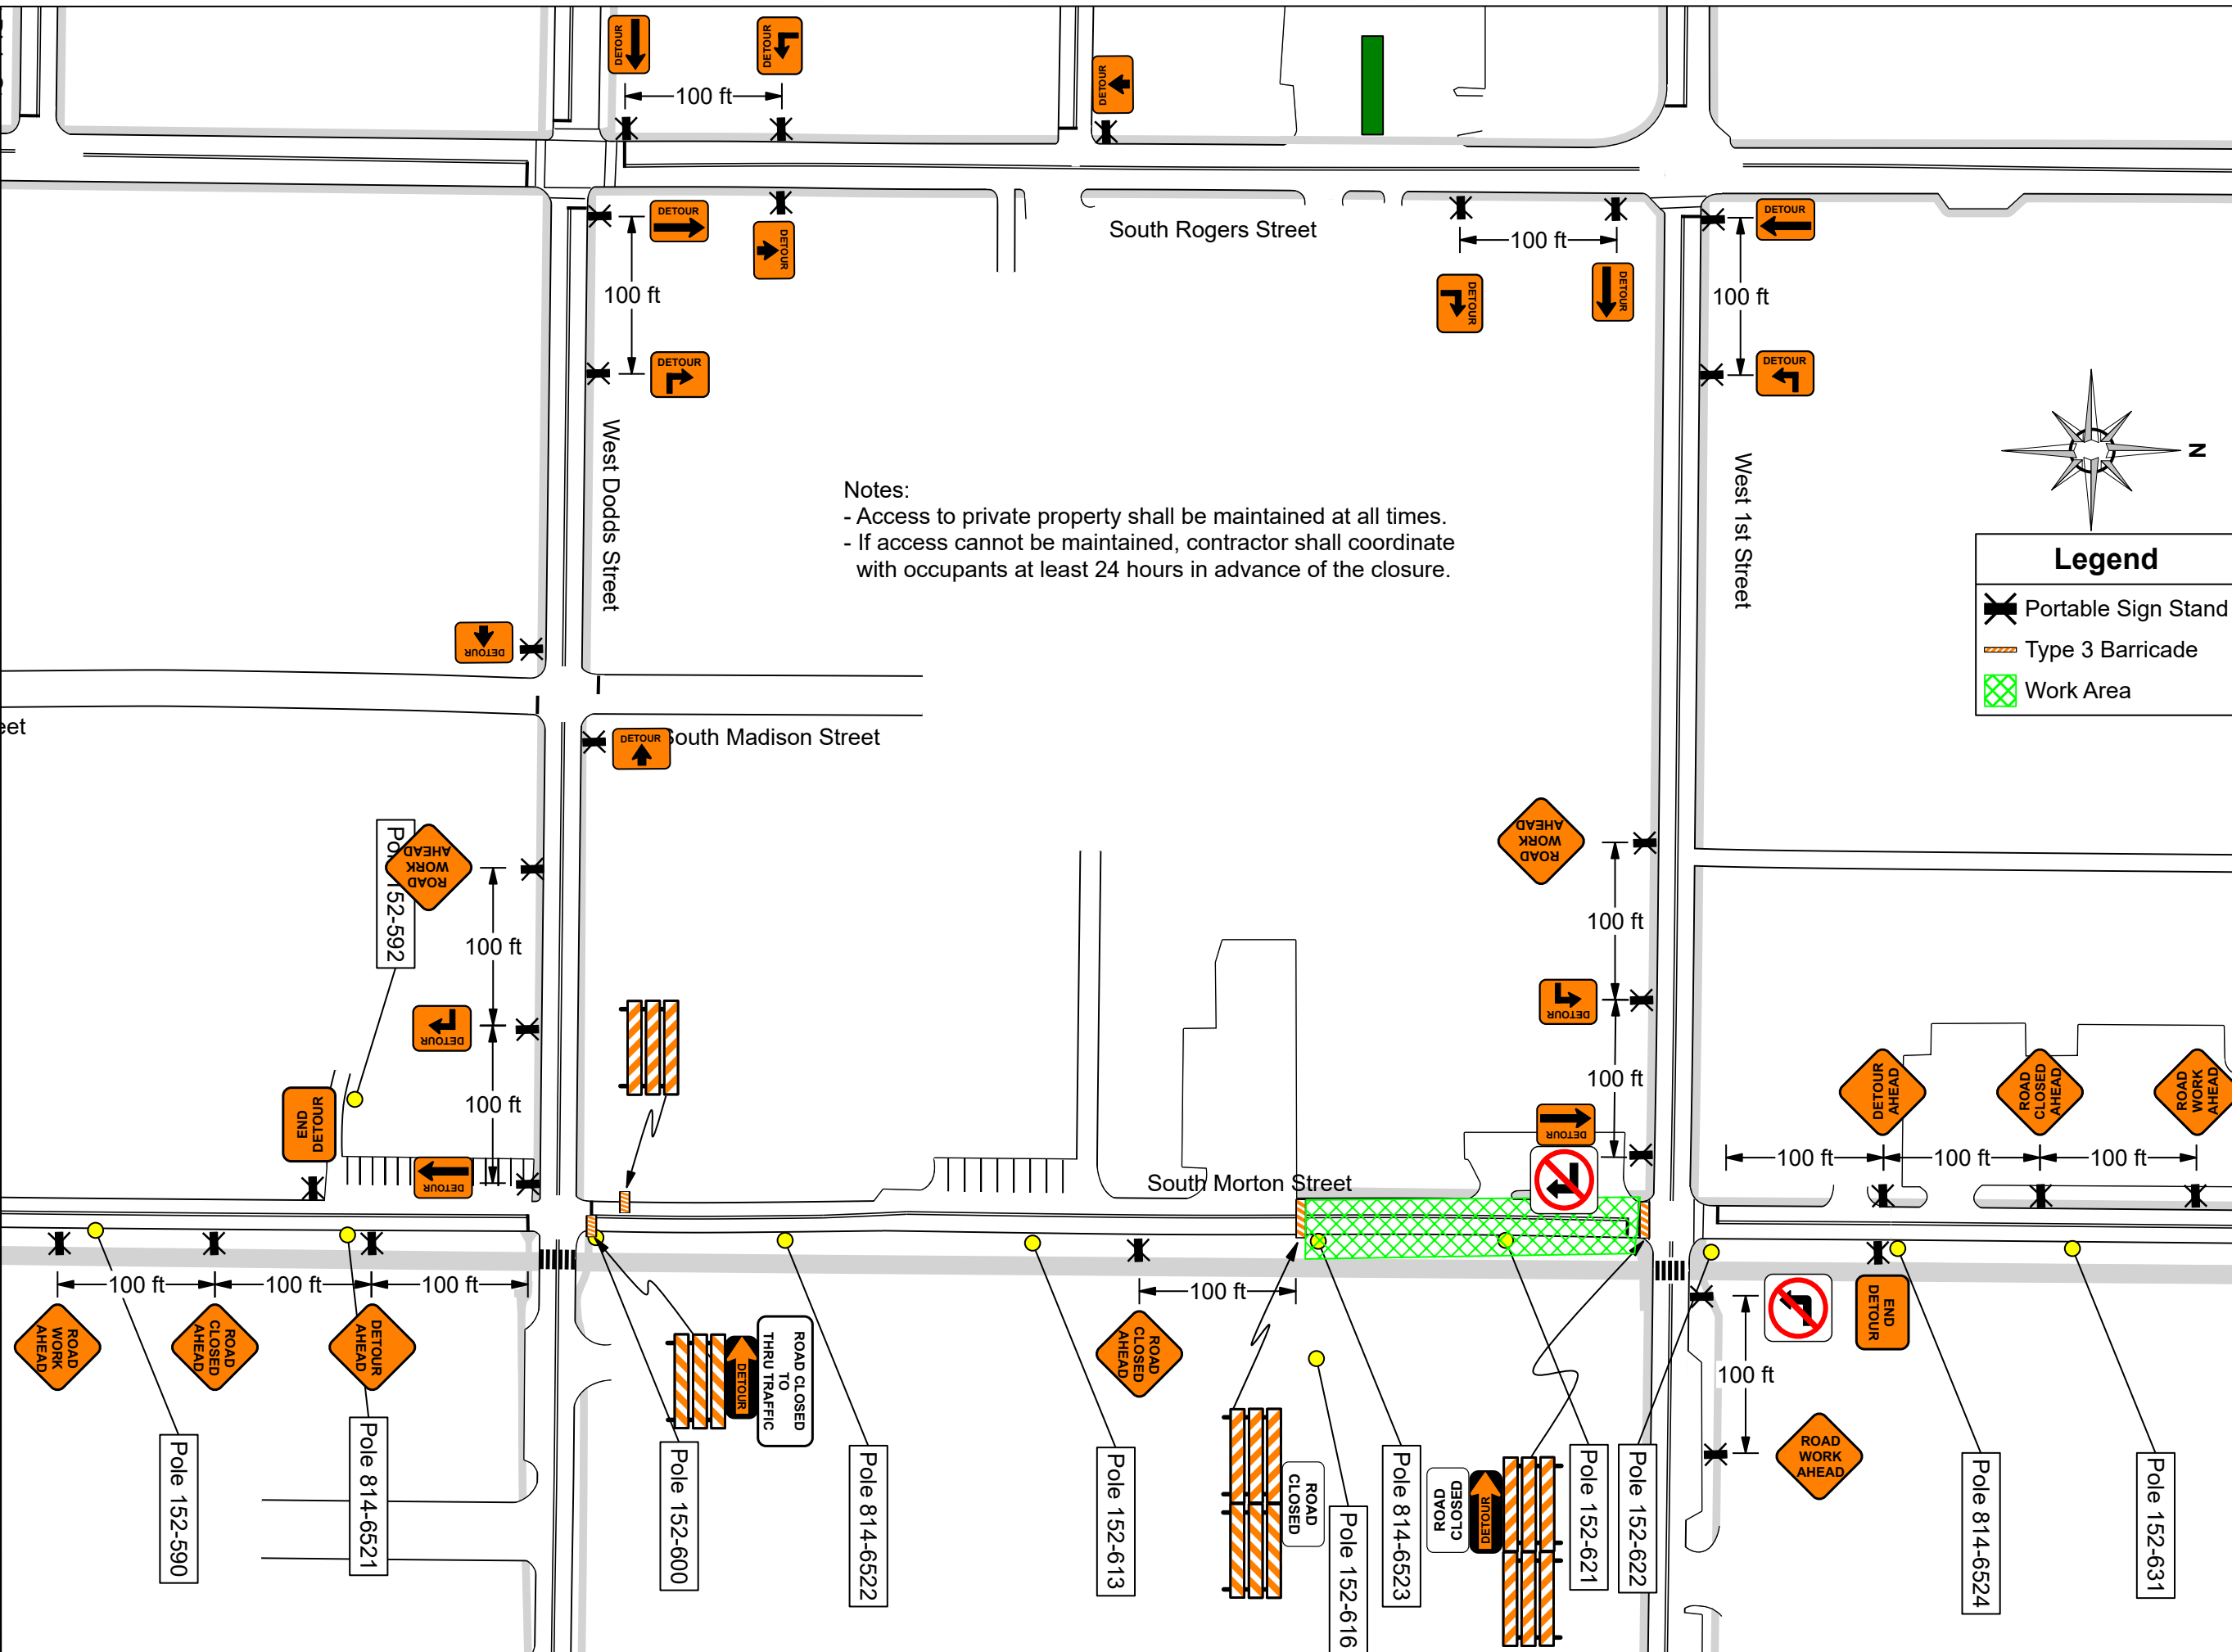 DETOUR
DETOUR
DETOUR
100 ft
DETOUR
DETOUR
South Rogers Street
100 ft
DETOUR
DETOUR
DETOUR
100 ft
100 ft
DETOUR
DETOUR
West Dodds Street
West 1st Street
N
Notes:
- Access to private property shall be maintained at all times.
- If access cannot be maintained, contractor shall coordinate
with occupants at least 24 hours in advance of the closure.
Legend
Portable Sign Stand
Type 3 Barricade
Work Area
DETOUR
eet
DETOUR
South Madison Street
ROAD
WORK
AHEAD
152-592
100 ft
DETOUR
100 ft
END
DETOUR
DETOUR
ROAD
WORK
AHEAD
100 ft
DETOUR
100 ft
DETOUR
South Morton Street
DETOUR
AHEAD
ROAD
CLOSED
AHEAD
ROAD
WORK
AHEAD
100 ft
100 ft
100 ft
100 ft
100 ft
100 ft
ROAD
WORK
AHEAD
ROAD
CLOSED
AHEAD
DETOUR
AHEAD
DETOUR
ROAD CLOSED
TO
THRU TRAFFIC
100 ft
ROAD
CLOSED
AHEAD
ROAD
CLOSED
ROAD
CLOSED
DETOUR
END
DETOUR
100 ft
ROAD
WORK
AHEAD
Pole 152-590
Pole 814-6521
Pole 152-600
Pole 814-6522
Pole 152-613
Pole 152-616
Pole 814-6523
Pole 152-621
Pole 152-622
Pole 814-6524
Pole 152-631